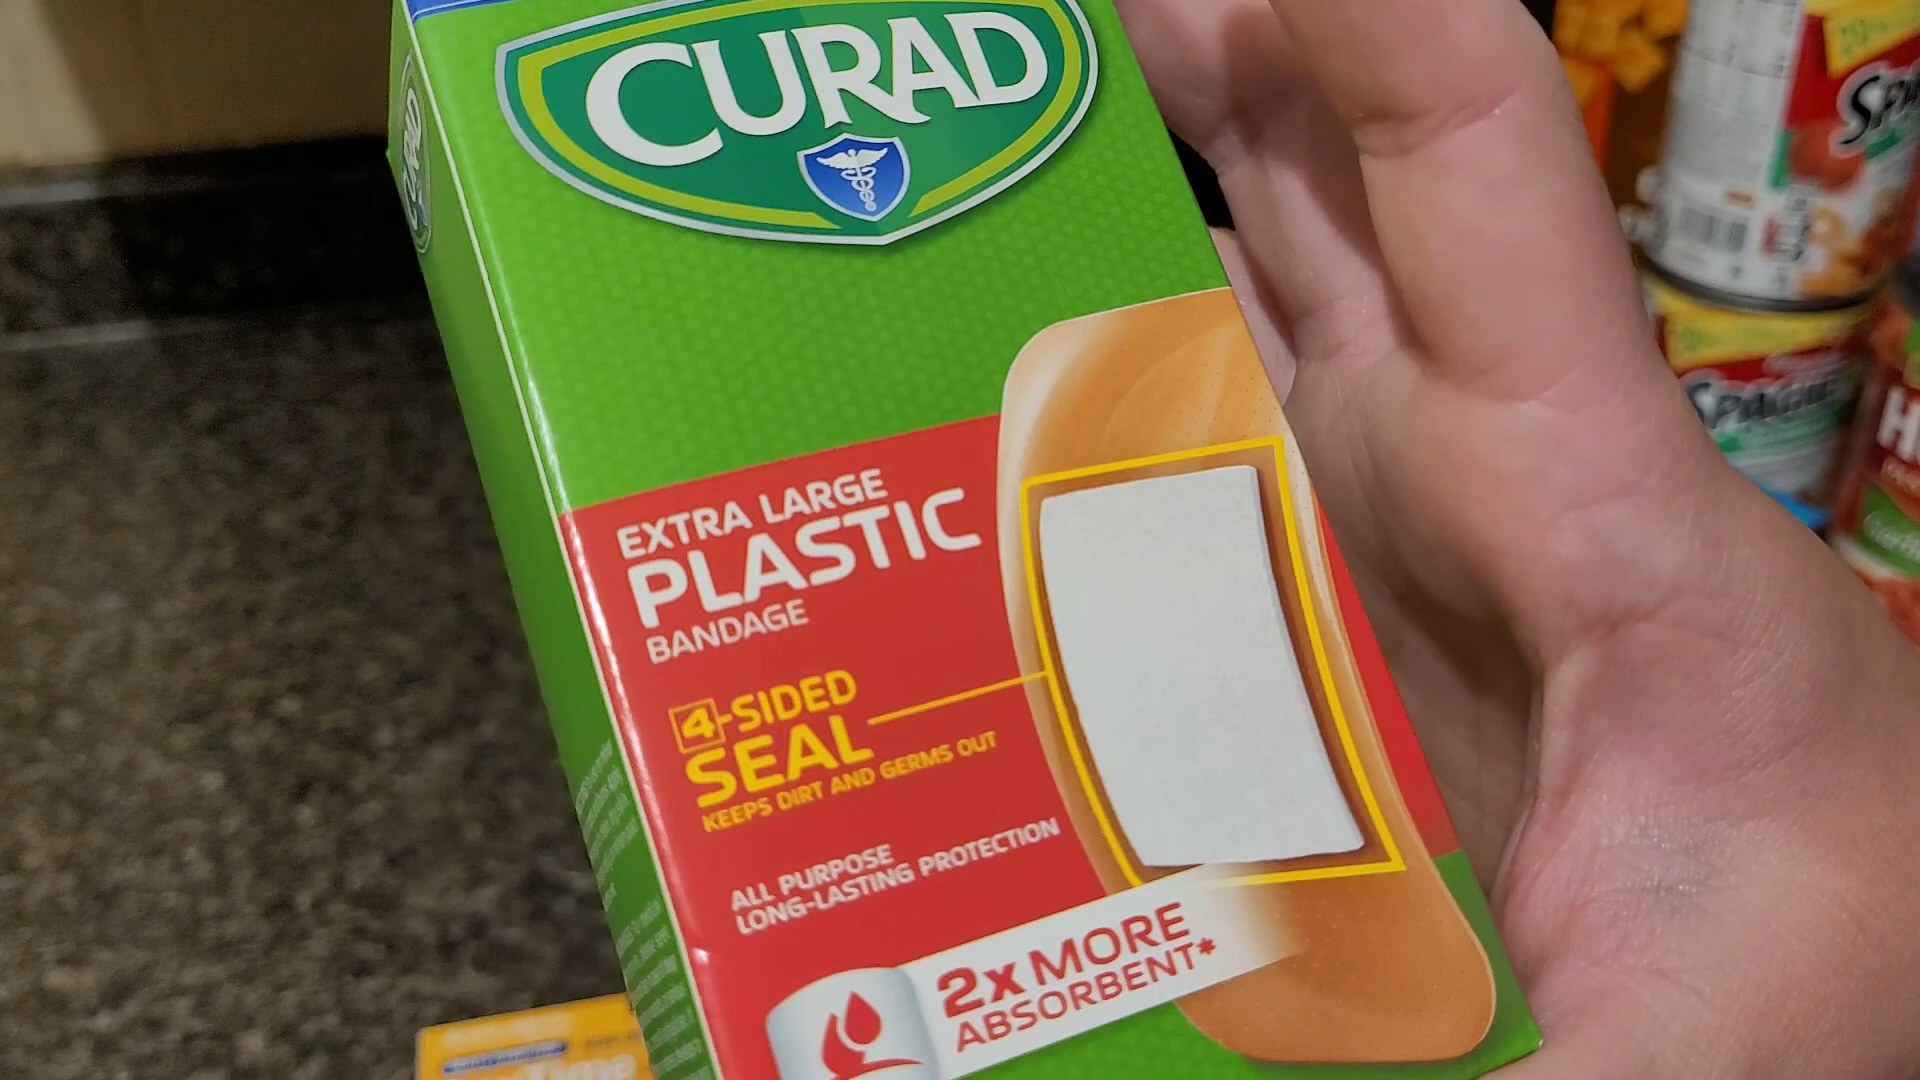 CURAD
EXTRA LARGE
PLASTIC
BANDAGE
4-SIDED
SEAL
KEEPS DIRT AND GERMS OUT
ALL PURPOSE
LONG-LASTING PROTECTION
2x MORE
ABSORBENT*